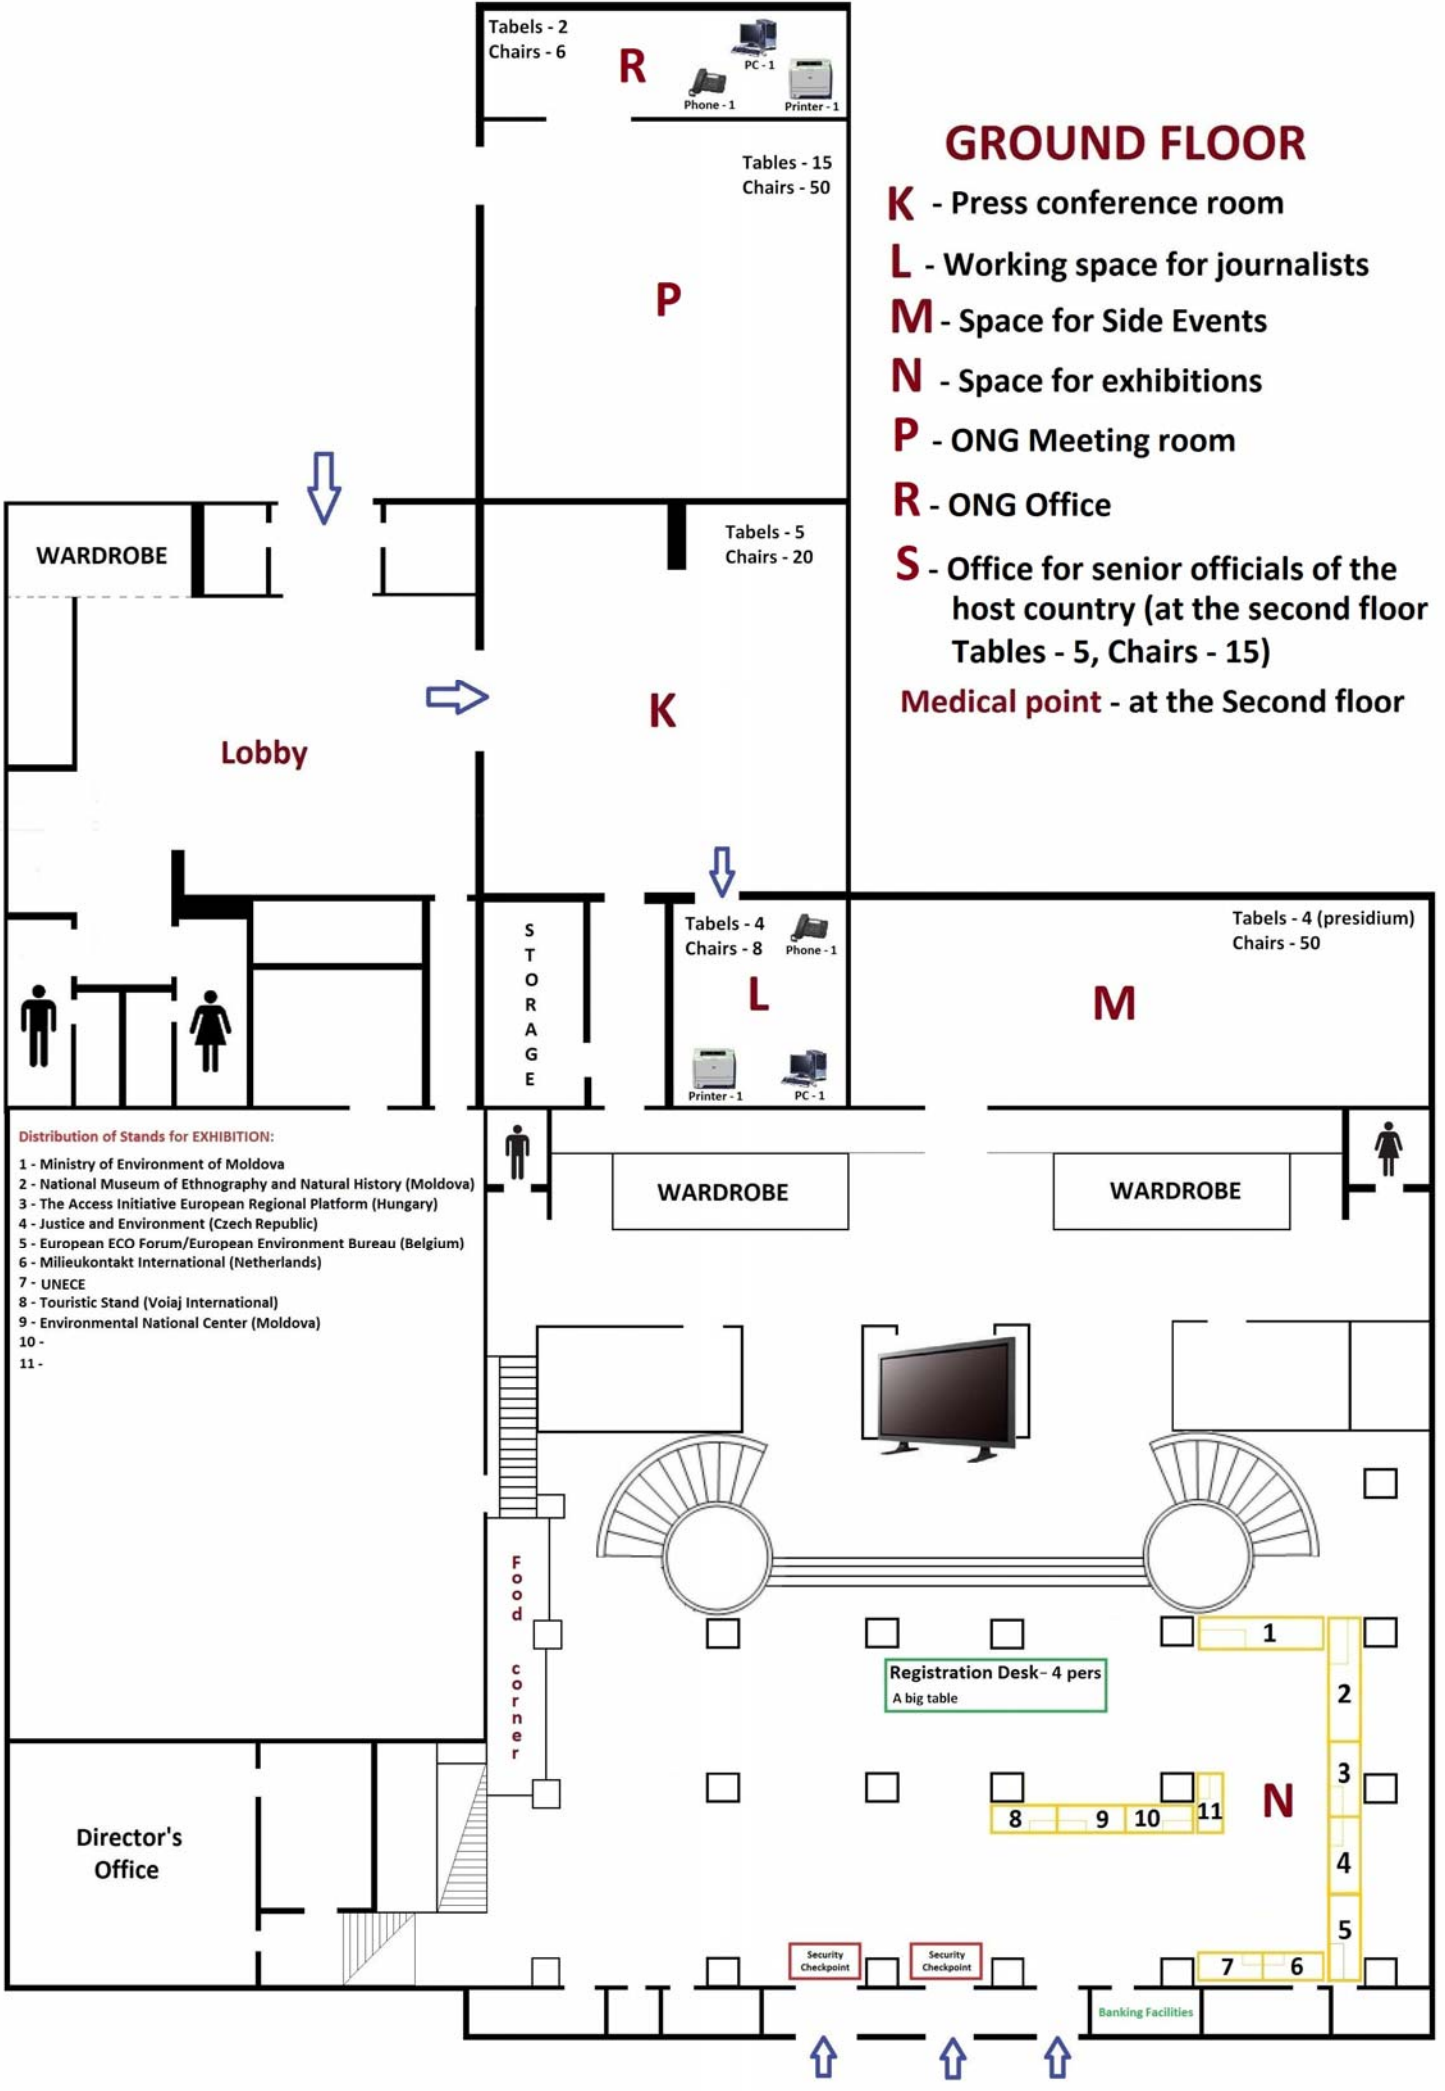 Tabels - 2
Chairs - 6
R
PC - 1
Phone - 1
Printer - 1
Tables - 15
Chairs - 50
P
GROUND FLOOR
K - Press conference room
L - Working space for journalists
M - Space for Side Events
N - Space for exhibitions
P - ONG Meeting room
R - ONG Office
S - Office for senior officials of the
host country (at the second floor
Tables - 5, Chairs - 15)
Medical point - at the Second floor
WARDROBE
Tabels - 5
Chairs - 20
K
Lobby
STORAGE
Tabels - 4
Chairs - 8
Phone - 1
L
Printer - 1
PC - 1
Tabels - 4 (presidium)
Chairs - 50
M
Distribution of Stands for EXHIBITION:
1 - Ministry of Environment of Moldova
2 - National Museum of Ethnography and Natural History (Moldova)
3 - The Access Initiative European Regional Platform (Hungary)
4 - Justice and Environment (Czech Republic)
5 - European ECO Forum/European Environment Bureau (Belgium)
6 - Milieukontakt International (Netherlands)
7 - UNECE
8 - Touristic Stand (Voiaj International)
9 - Environmental National Center (Moldova)
10 -
11 -
WARDROBE
WARDROBE
Food corner
Registration Desk- 4 pers
A big table
1
2
3
4
5
6
7
8
9
10
11
N
Director's
Office
Security
Checkpoint
Security
Checkpoint
Banking Facilities